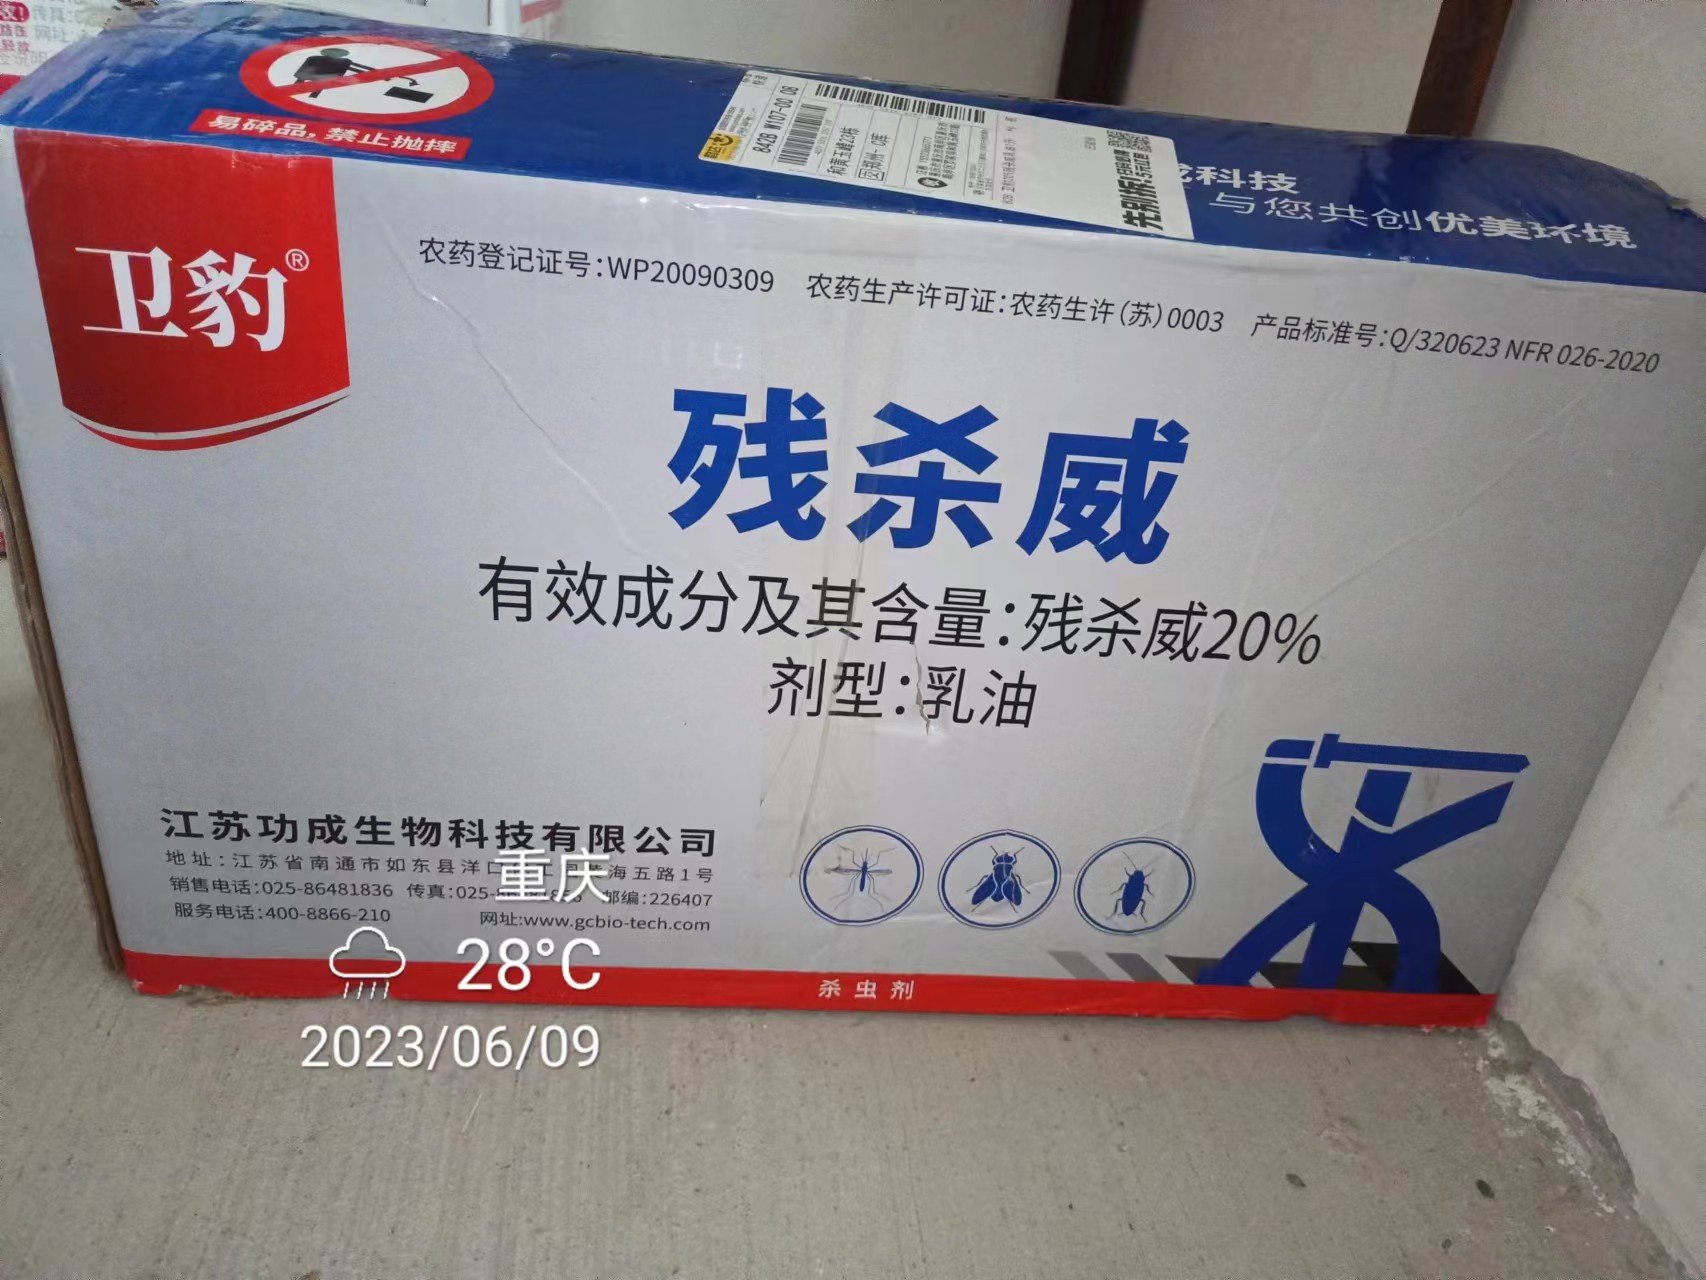 易碎品，禁止抛摔
8428 W107-00 08
科技
与您共创优美环境
卫豹®
农药登记证号：WP20090309 农药生产许可证：农药生许（苏）0003 产品标准号：Q/320623 NFR 026-2020
残杀威
有效成分及其含量：残杀威20%
剂型：乳油
江苏功成生物科技有限公司
地址：江苏省南通市如东县洋口 海五路1号
销售电话：025-86481836 传真：025- 邮编：226407
服务电话：400-8866-210 网址：www.gcbio-tech.com
杀虫剂
重庆
28°C
2023/06/09